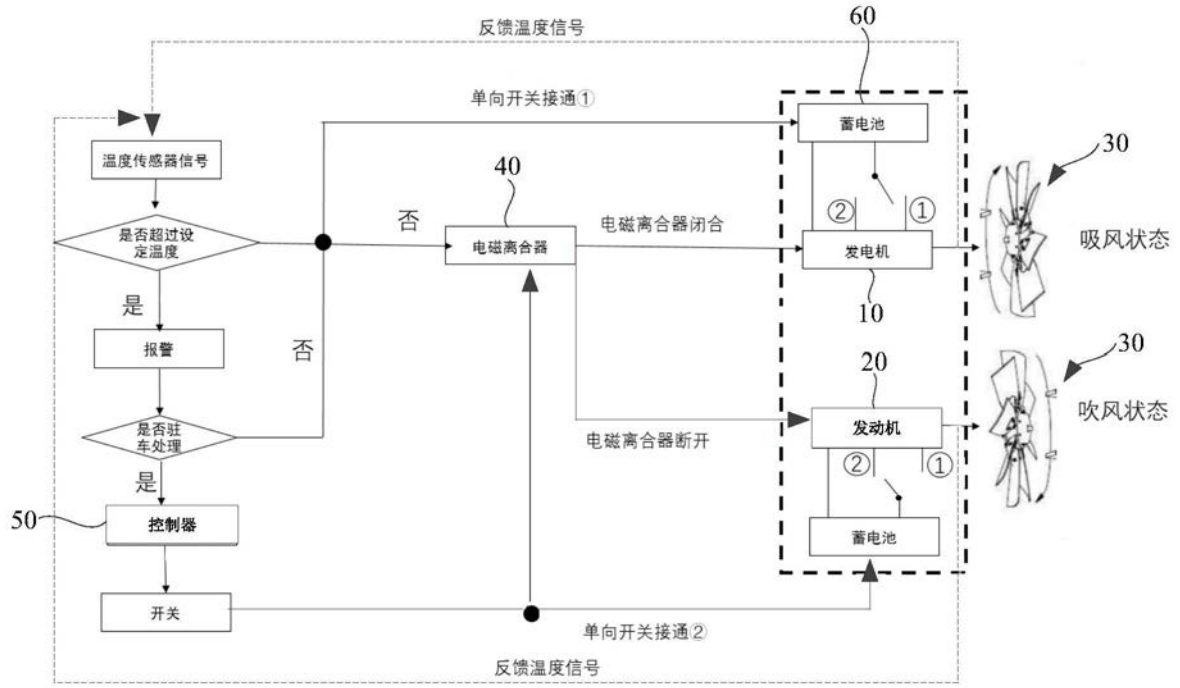 反馈温度信号
60
单向开关接通①
蓄电池
温度传感器信号
40
30
②
①
否
电磁离合器闭合
是否超过设
定温度
电磁离合器
发电机
吸风状态
10
是
报警
否
20
30
发动机
吹风状态
是否驻
车处理
电磁离合器断开
②
①
是
50
控制器
蓄电池
开关
单向开关接通②
反馈温度信号